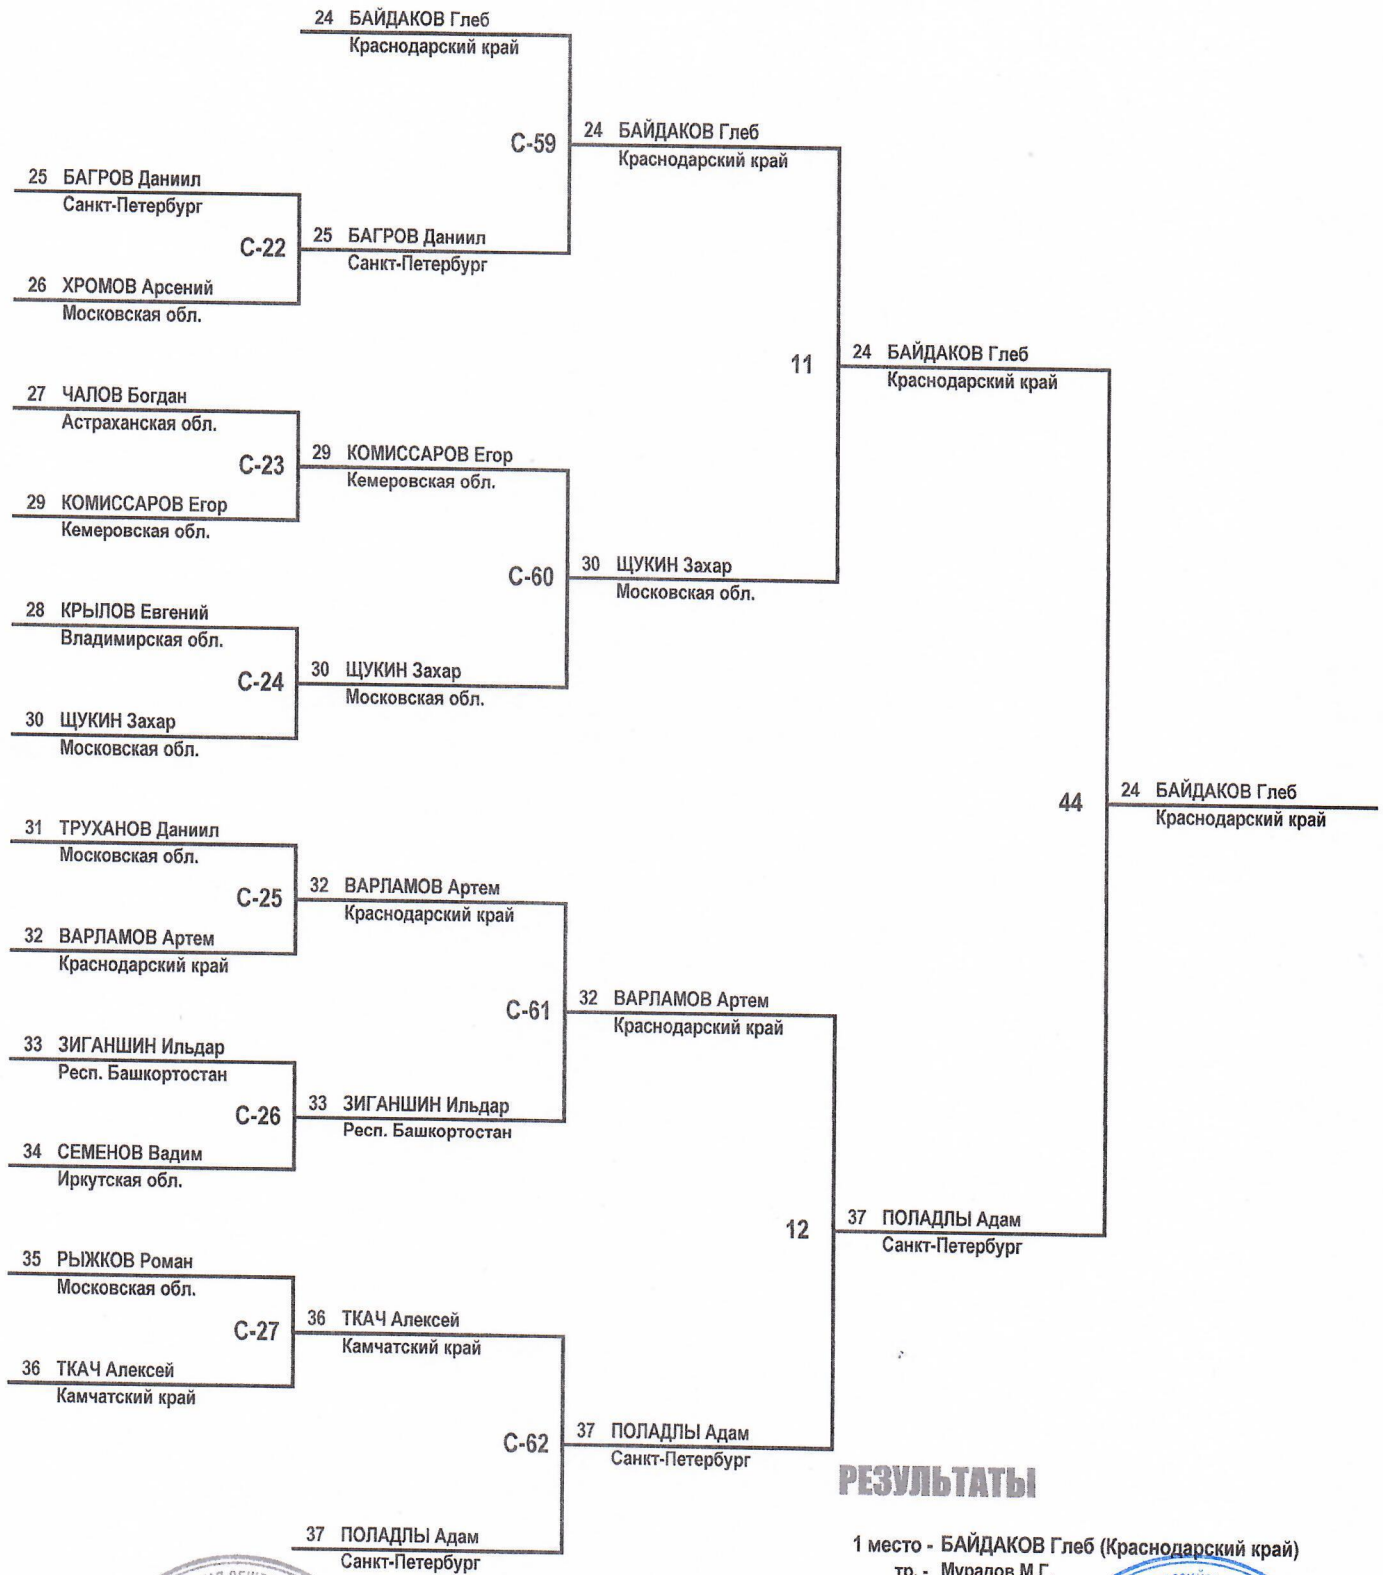 24 БАЙДАКОВ Глеб
Краснодарский край
С-59
24 БАЙДАКОВ Глеб
Краснодарский край
25 БАГРОВ Даниил
Санкт-Петербург
С-22
25 БАГРОВ Даниил
Санкт-Петербург
26 ХРОМОВ Арсений
Московская обл.
11
24 БАЙДАКОВ Глеб
Краснодарский край
27 ЧАЛОВ Богдан
Астраханская обл.
С-23
29 КОМИССАРОВ Егор
Кемеровская обл.
29 КОМИССАРОВ Егор
Кемеровская обл.
С-60
30 ЩУКИН Захар
Московская обл.
28 КРЫЛОВ Евгений
Владимирская обл.
С-24
30 ЩУКИН Захар
Московская обл.
30 ЩУКИН Захар
Московская обл.
44
24 БАЙДАКОВ Глеб
Краснодарский край
31 ТРУХАНОВ Даниил
Московская обл.
С-25
32 ВАРЛАМОВ Артем
Краснодарский край
32 ВАРЛАМОВ Артем
Краснодарский край
С-61
32 ВАРЛАМОВ Артем
Краснодарский край
33 ЗИГАНШИН Ильдар
Респ. Башкортостан
С-26
33 ЗИГАНШИН Ильдар
Респ. Башкортостан
34 СЕМЕНОВ Вадим
Иркутская обл.
12
37 ПОЛАДЛЫ Адам
Санкт-Петербург
35 РЫЖКОВ Роман
Московская обл.
С-27
36 ТКАЧ Алексей
Камчатский край
36 ТКАЧ Алексей
Камчатский край
С-62
37 ПОЛАДЛЫ Адам
Санкт-Петербург
37 ПОЛАДЛЫ Адам
Санкт-Петербург
РЕЗУЛЬТАТЫ
1 место - БАЙДАКОВ Глеб (Краснодарский край)
тр. - Мурадов М.Г.